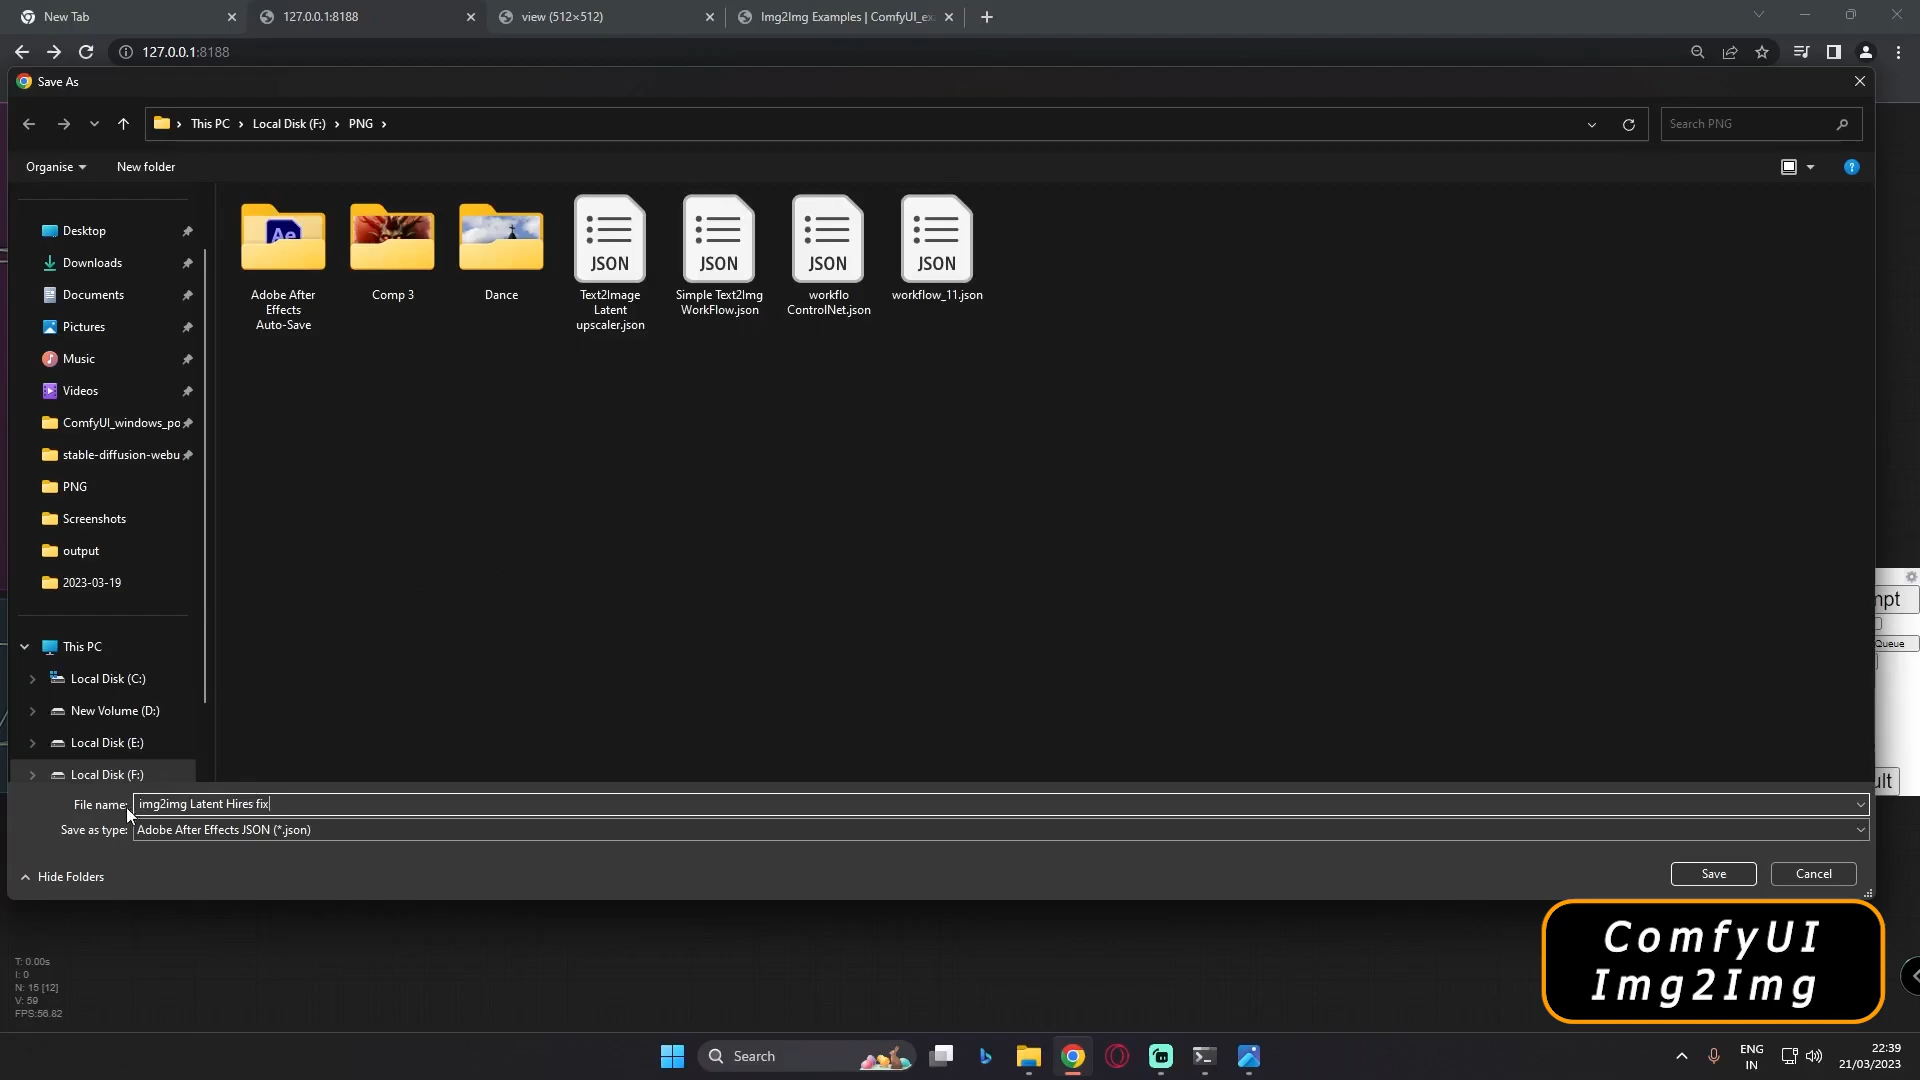 New Tab
127.0.0.1:8188
view (512×512)
Img2Img Examples | ComfyUI_ex
127.0.0.1:8188
Save As
This PC
Local Disk (F:)
PNG
Search PNG
Organise
New folder
Desktop
Downloads
Documents
Pictures
Music
Videos
ComfyUI_windows_po
stable-diffusion-webu
PNG
Screenshots
output
2023-03-19
This PC
Local Disk (C:)
New Volume (D:)
Local Disk (E:)
Local Disk (F:)
Ae
Adobe After
Effects
Auto-Save
Comp 3
Dance
JSON
Text2Image
Latent
upscaler.json
JSON
Simple Text2Img
WorkFlow.json
JSON
workflo
ControlNet.json
JSON
workflow_11.json
mpt
Queue
ult
File name:
img2img Latent Hires fix
Save as type:
Adobe After Effects JSON (*.json)
Hide Folders
Save
Cancel
ComfyUI
Img2Img
T: 0.00s
I: 0
N: 15 [12]
V: 59
FPS:56.82
Search
ENG
IN
22:39
21/03/2023